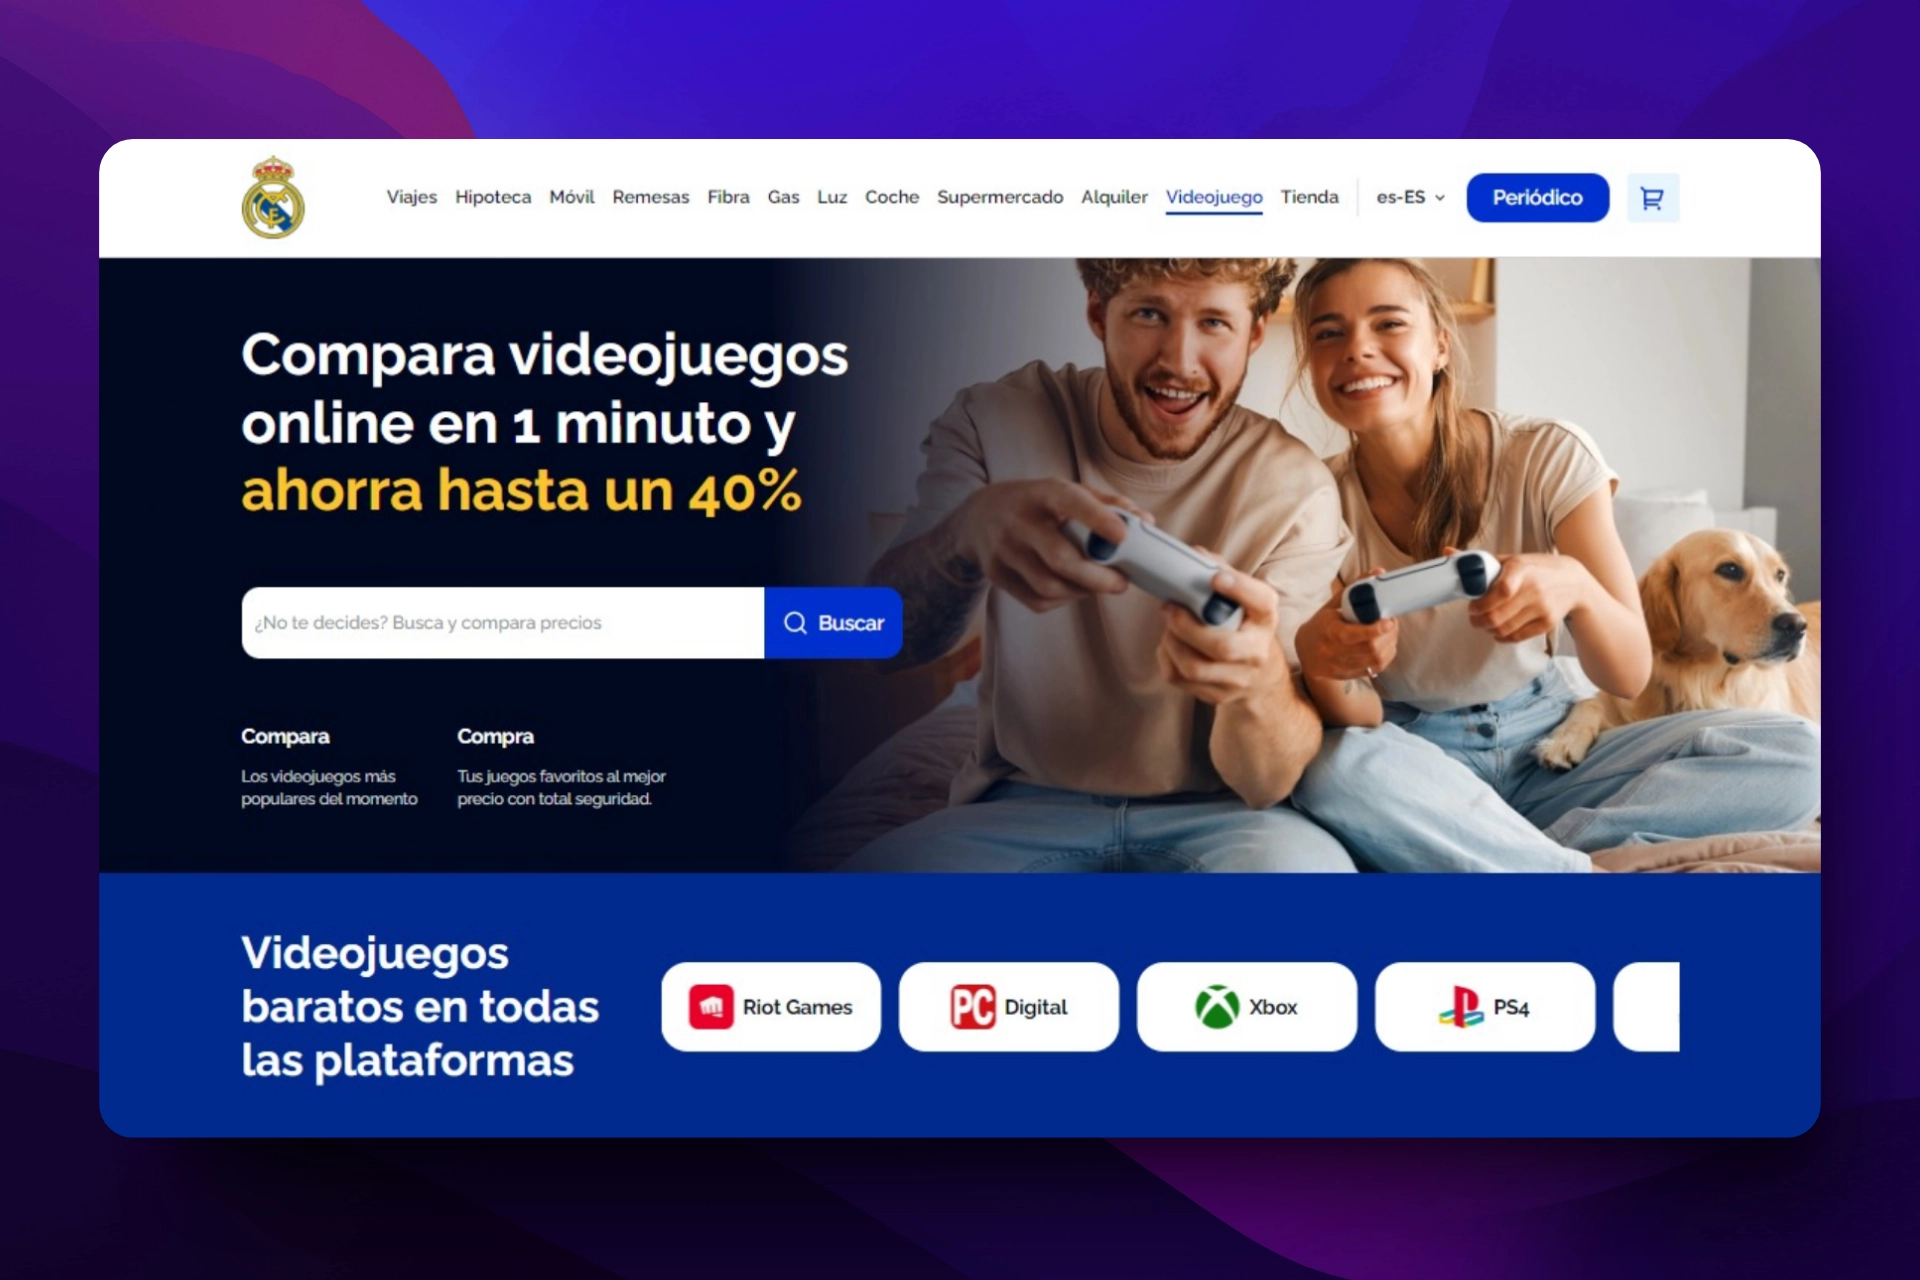 Viajes Hipoteca Móvil Remesas Fibra Gas Luz Coche Supermercado Alquiler Videojuego Tienda es-ES Periódico
Compara videojuegos
online en 1 minuto y
ahorra hasta un 40%
¿No te decides? Busca y compara precios
Buscar
Compara
Los videojuegos más
populares del momento
Compra
Tus juegos favoritos al mejor
precio con total seguridad.
Videojuegos
baratos en todas
las plataformas
Riot Games
PC Digital
Xbox
PS4